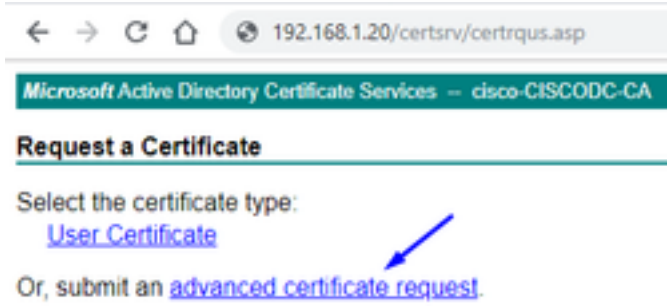 192.168.1.20/certsrv/certrqus.asp
Microsoft Active Directory Certificate Services -- cisco-CISCODC-CA
Request a Certificate
Select the certificate type:
User Certificate
Or, submit an advanced certificate request.